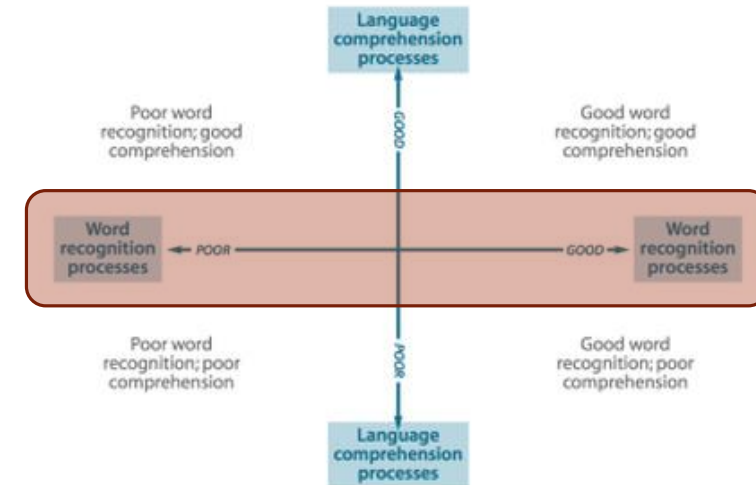 Language
comprehension
processes
GOOD
Poor word
recognition; good
comprehension
Good word
recognition; good
comprehension
Word
recognition
processes
POOR
GOOD
Word
recognition
processes
Poor word
recognition; poor
comprehension
POOR
Good word
recognition; poor
comprehension
Language
comprehension
processes